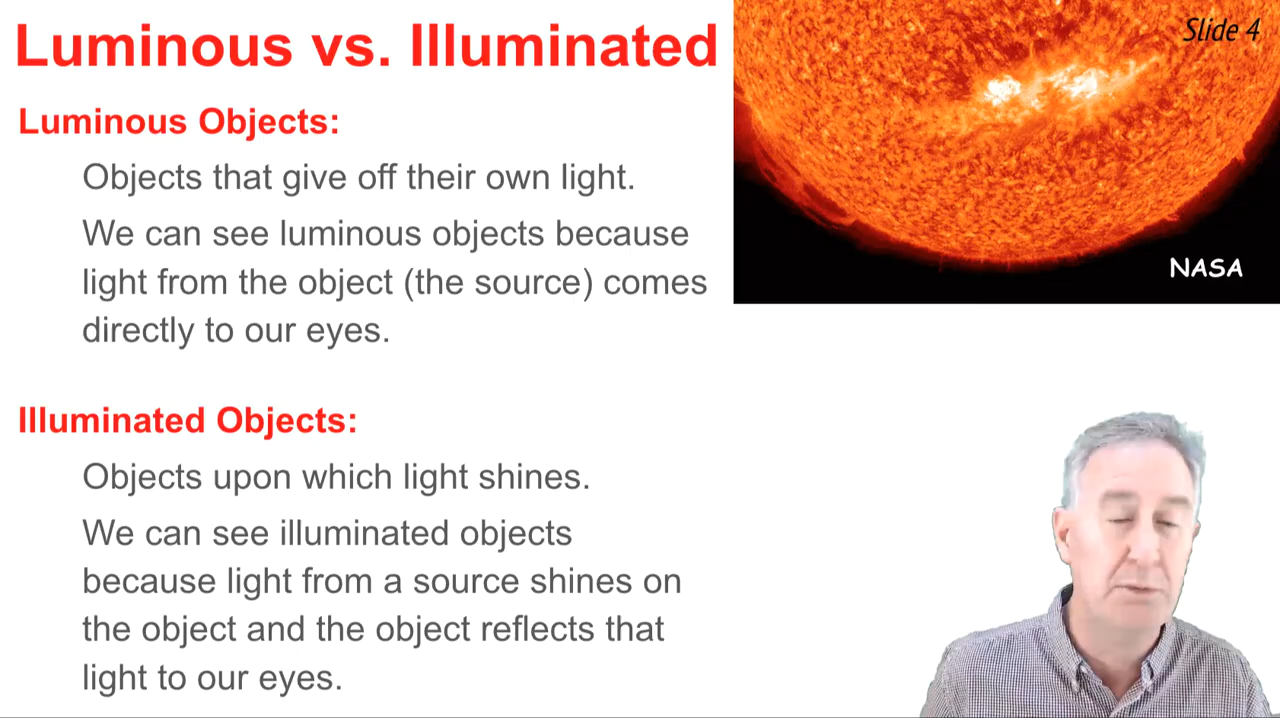 Luminous vs. Illuminated
Slide 4
Luminous Objects:
Objects that give off their own light.
We can see luminous objects because
light from the object (the source) comes
directly to our eyes.
NASA
Illuminated Objects:
Objects upon which light shines.
We can see illuminated objects
because light from a source shines on
the object and the object reflects that
light to our eyes.